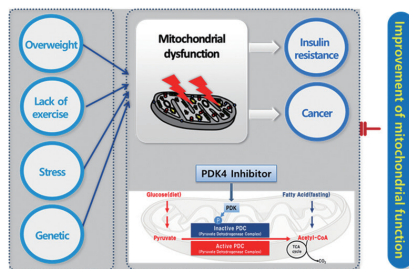 Overweight
Lack of
exercise
Stress
Genetic
Mitochondrial
dysfunction
Insulin
resistance
Cancer
PDK4 Inhibitor
Glucose(diet)
Fatty Acid(fasting)
PDK
Inactive PDC
(Pyruvate Dehydrogenase Complex)
Pyruvate
Acetyl-CoA
Active PDC
(Pyruvate Dehydrogenase Complex)
TCA
cycle
CO₂
Improvement of mitochondrial function